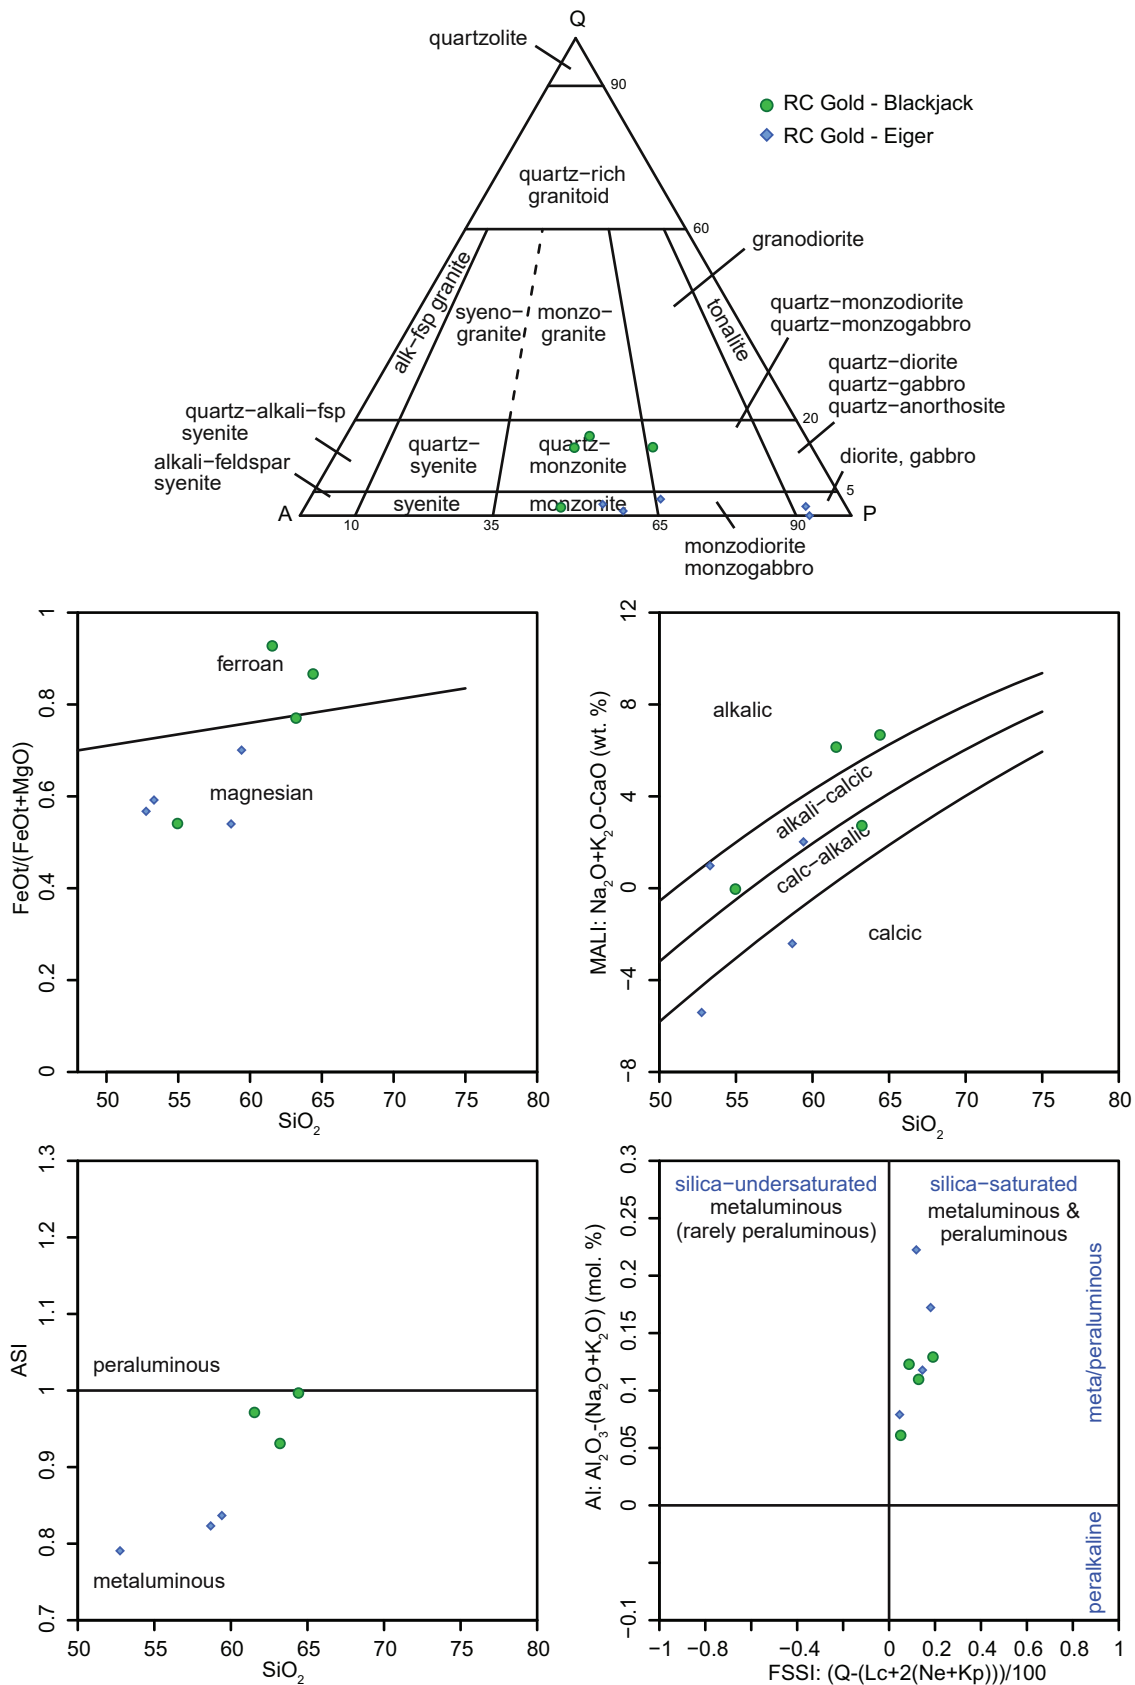 Q
quartzolite
90
RC Gold - Blackjack
RC Gold - Eiger
quartz−rich
granitoid
60
granodiorite
alk−fsp granite
syeno−
granite
monzo−
granite
tonalite
quartz−monzodiorite
quartz−monzogabbro
quartz−diorite
quartz−gabbro
quartz−anorthosite
20
quartz−alkali−fsp
syenite
quartz−
syenite
quartz−
monzonite
diorite, gabbro
alkali−feldspar
syenite
5
syenite
monzonite
A
P
10
35
65
90
monzodiorite
monzogabbro
FeOt/(FeOt+MgO)
1
0.8
0.6
0.4
0.2
0
ferroan
magnesian
50 55 60 65 70 75 80
SiO2
MALI: Na2O+K2O-CaO (wt. %)
12
8
4
0
−4
−8
alkalic
alkali−calcic
calc−alkalic
calcic
50 55 60 65 70 75 80
SiO2
ASI
1.3
1.2
1.1
1
0.9
0.8
0.7
peraluminous
metaluminous
50 55 60 65 70 75 80
SiO2
AI: Al2O3-(Na2O+K2O) (mol. %)
0.3
0.25
0.2
0.15
0.1
0.05
0
−0.1
silica−undersaturated
metaluminous
(rarely peraluminous)
silica−saturated
metaluminous &
peraluminous
meta/peraluminous
peralkaline
−1 −0.8 −0.4 0 0.2 0.4 0.6 0.8 1
FSSI: (Q-(Lc+2(Ne+Kp)))/100